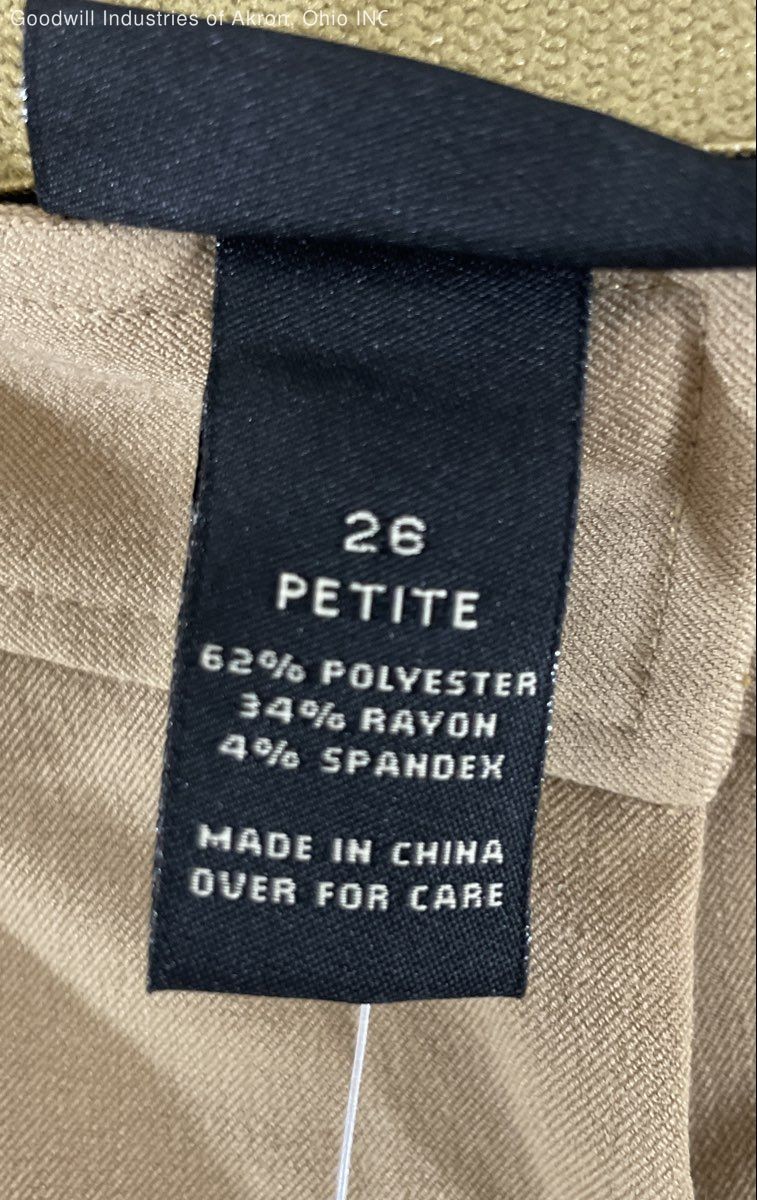 Goodwill Industries of Akron, Ohio INC
26
PETITE
62% POLYESTER
34% RAYON
4% SPANDEX
MADE IN CHINA
OVER FOR CARE